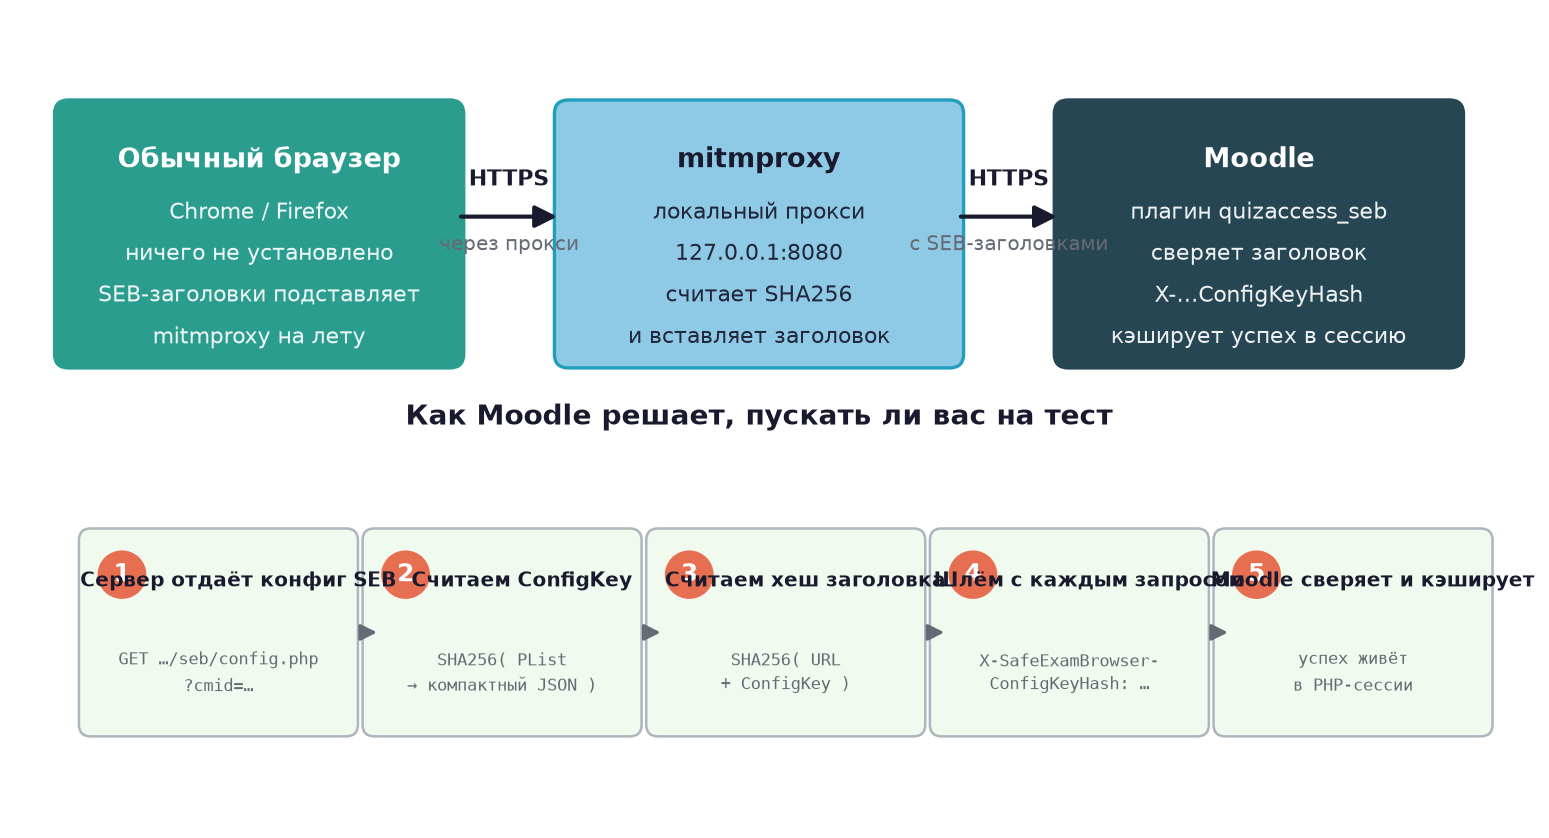 Обычный браузер
Chrome / Firefox
ничего не установлено
SEB-заголовки подставляет
mitmproxy на лету
HTTPS
через прокси
mitmproxy
локальный прокси
127.0.0.1:8080
считает SHA256
и вставляет заголовок
HTTPS
с SEB-заголовками
Moodle
плагин quizaccess_seb
сверяет заголовок
X-…ConfigKeyHash
кэширует успех в сессию
Как Moodle решает, пускать ли вас на тест
1
Сервер отдаёт конфиг SEB
GET …/seb/config.php
?cmid=…
2
Считаем ConfigKey
SHA256( PList
→ компактный JSON )
3
Считаем хеш заголовка
SHA256( URL
+ ConfigKey )
4
Шлём с каждым запросом
X-SafeExamBrowser-
ConfigKeyHash: …
5
Moodle сверяет и кэширует
успех живёт
в PHP-сессии